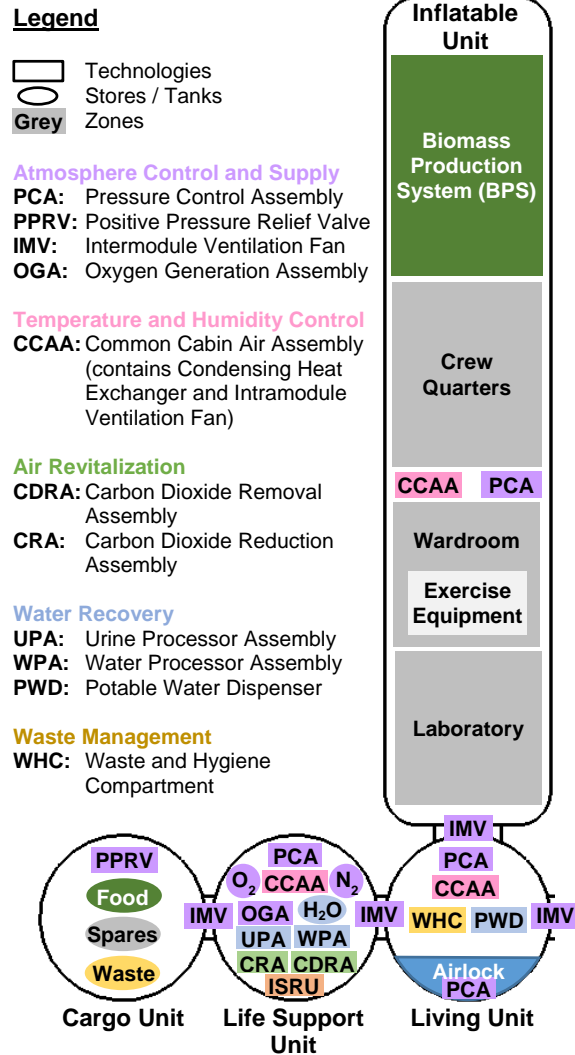 Legend
Technologies
Stores / Tanks
Grey Zones
Atmosphere Control and Supply
PCA: Pressure Control Assembly
PPRV: Positive Pressure Relief Valve
IMV: Intermodule Ventilation Fan
OGA: Oxygen Generation Assembly
Temperature and Humidity Control
CCAA: Common Cabin Air Assembly
(contains Condensing Heat
Exchanger and Intramodule
Ventilation Fan)
Air Revitalization
CDRA: Carbon Dioxide Removal
Assembly
CRA: Carbon Dioxide Reduction
Assembly
Water Recovery
UPA: Urine Processor Assembly
WPA: Water Processor Assembly
PWD: Potable Water Dispenser
Waste Management
WHC: Waste and Hygiene
Compartment
Inflatable
Unit
Biomass
Production
System (BPS)
Crew
Quarters
CCAA PCA
Wardroom
Exercise
Equipment
Laboratory
IMV
PPRV
Food
Spares
Waste
Cargo Unit
IMV
PCA
O₂ CCAA N₂
OGA H₂O
UPA WPA
CRA CDRA
ISRU
Life Support
Unit
IMV
PCA
CCAA
WHC PWD IMV
Airlock
PCA
Living Unit